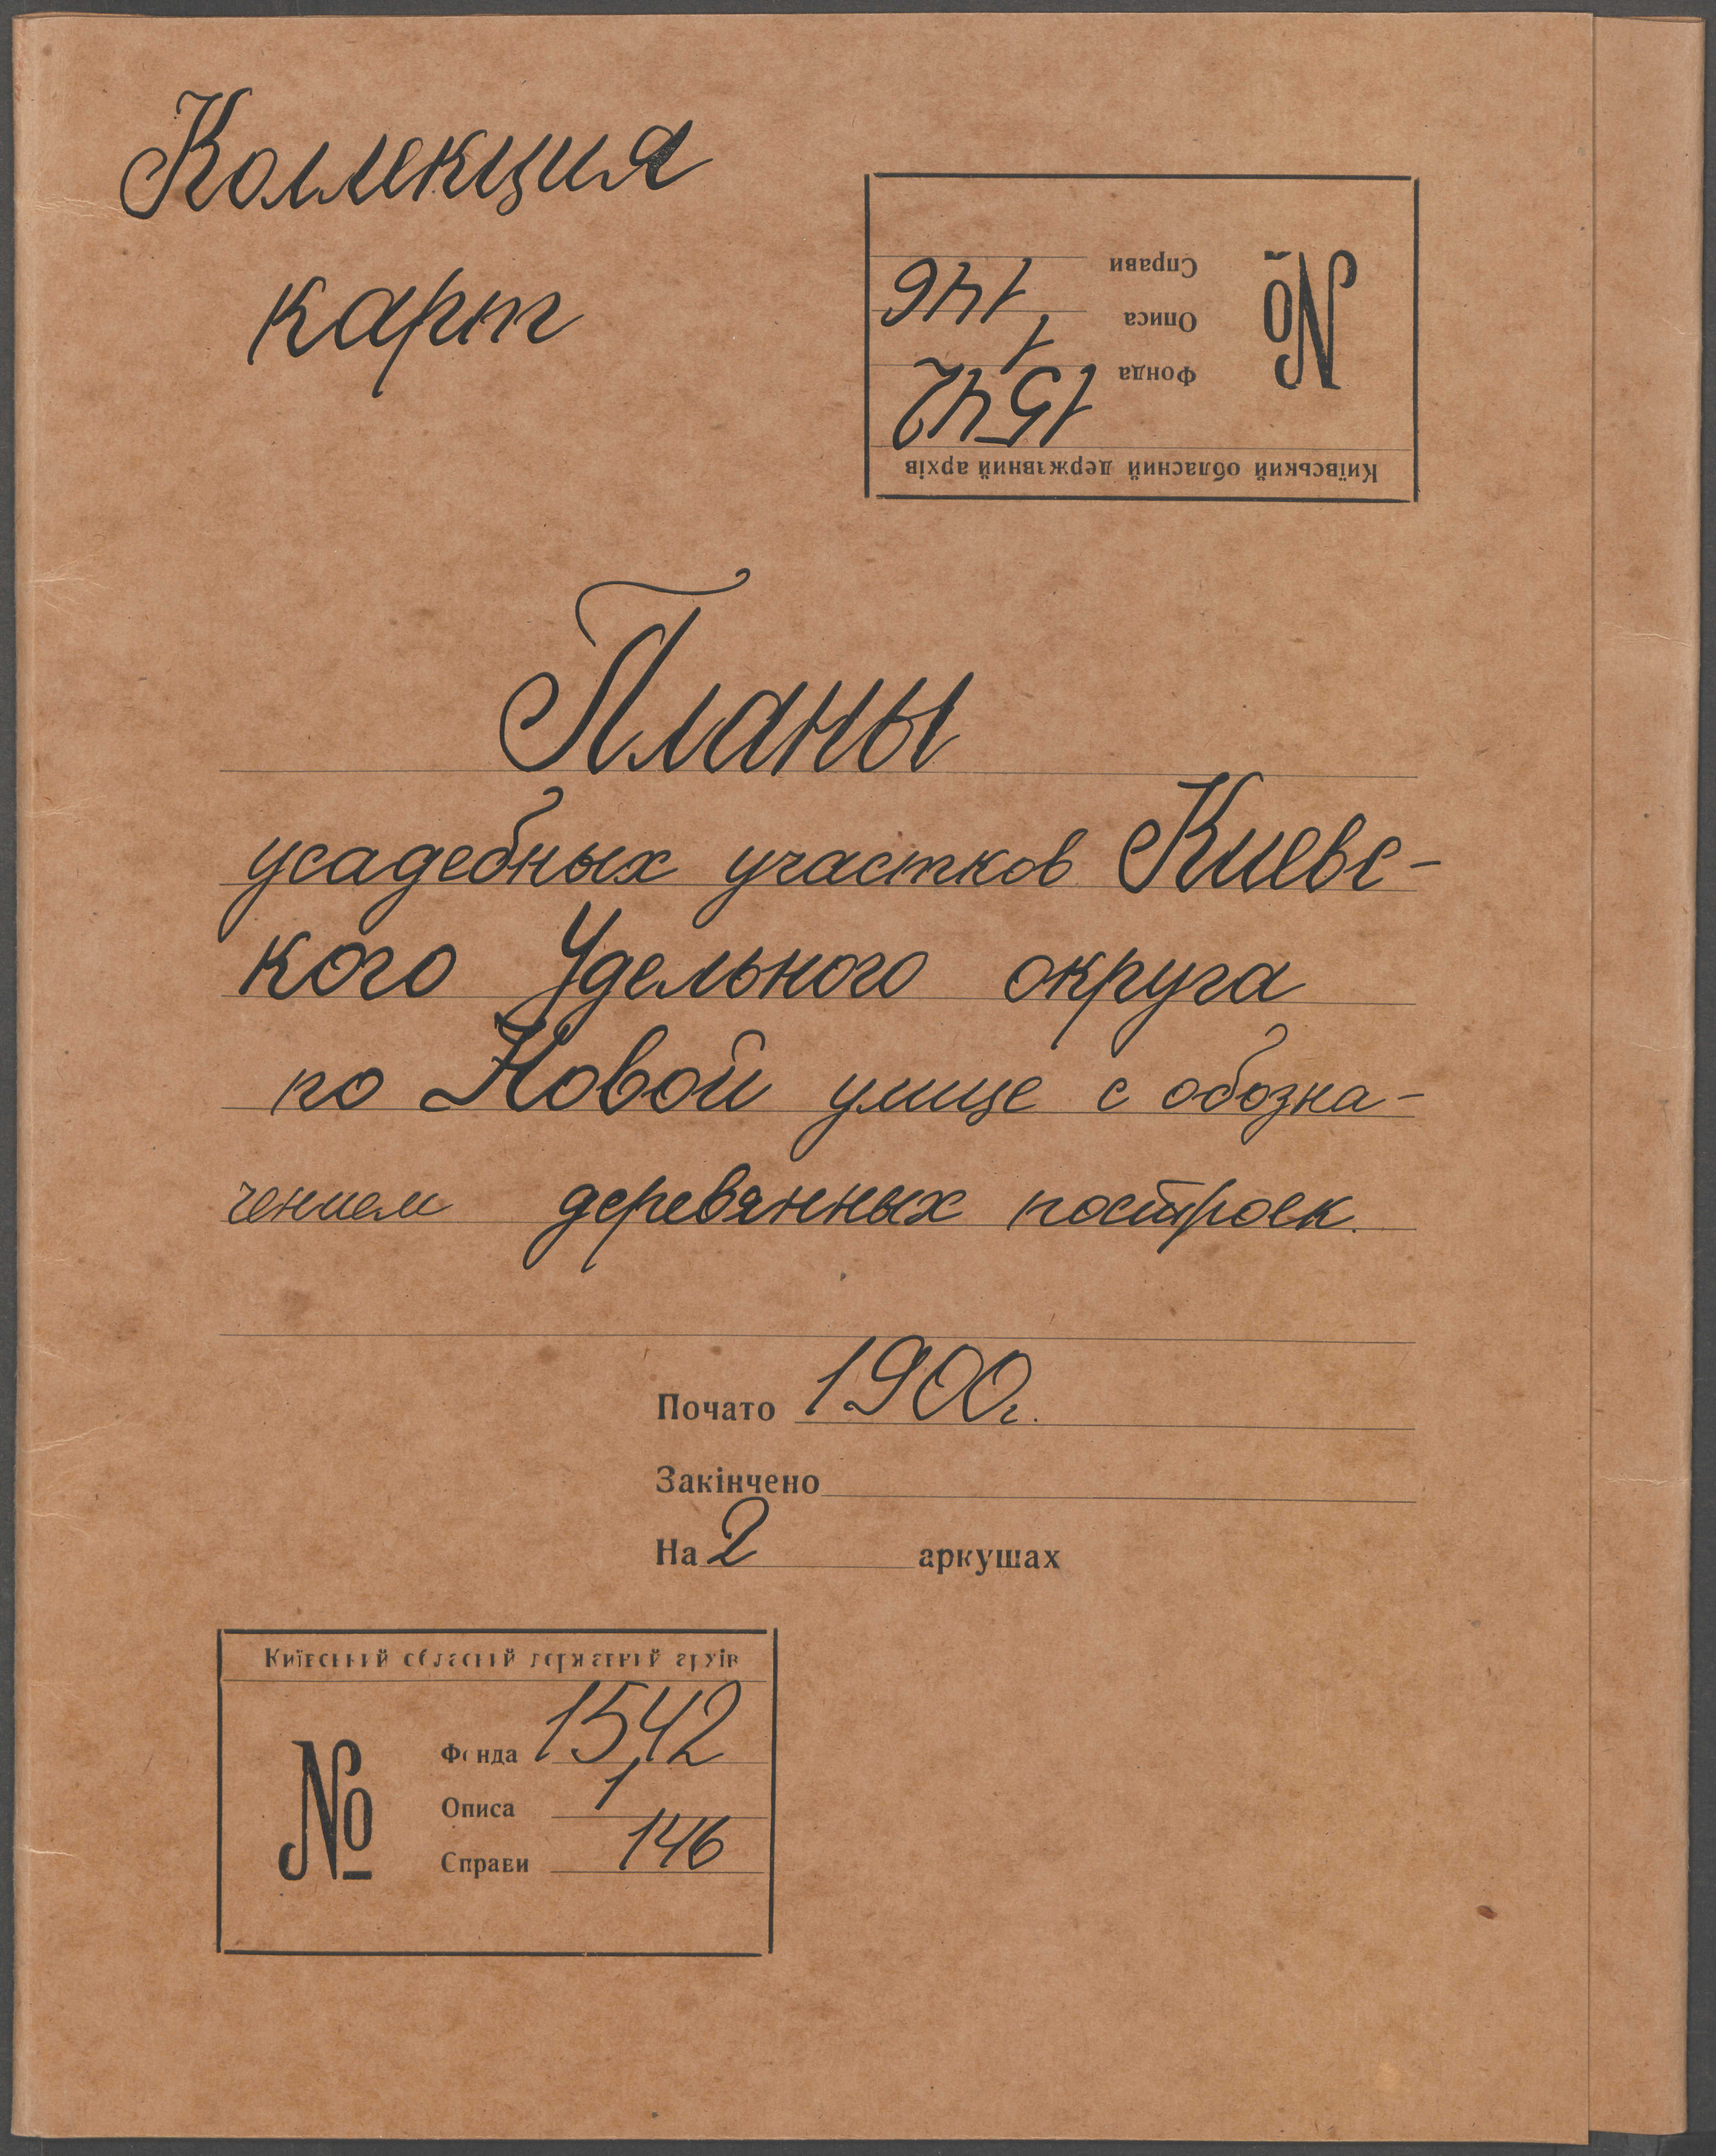 Коллекция
карт
Київський обласний державний архів
№
Фонда 1542
Описа 1
Справи 146
Планы
усадебных участков Киевс-
кого Удельного округа
по Новой улице с обозна-
чением деревянных построек.
Почато 1900г.
Закінчено
На 2 аркушах
Київський обласний державний архів
№
Фонда 1542
Описа 1
Справи 146